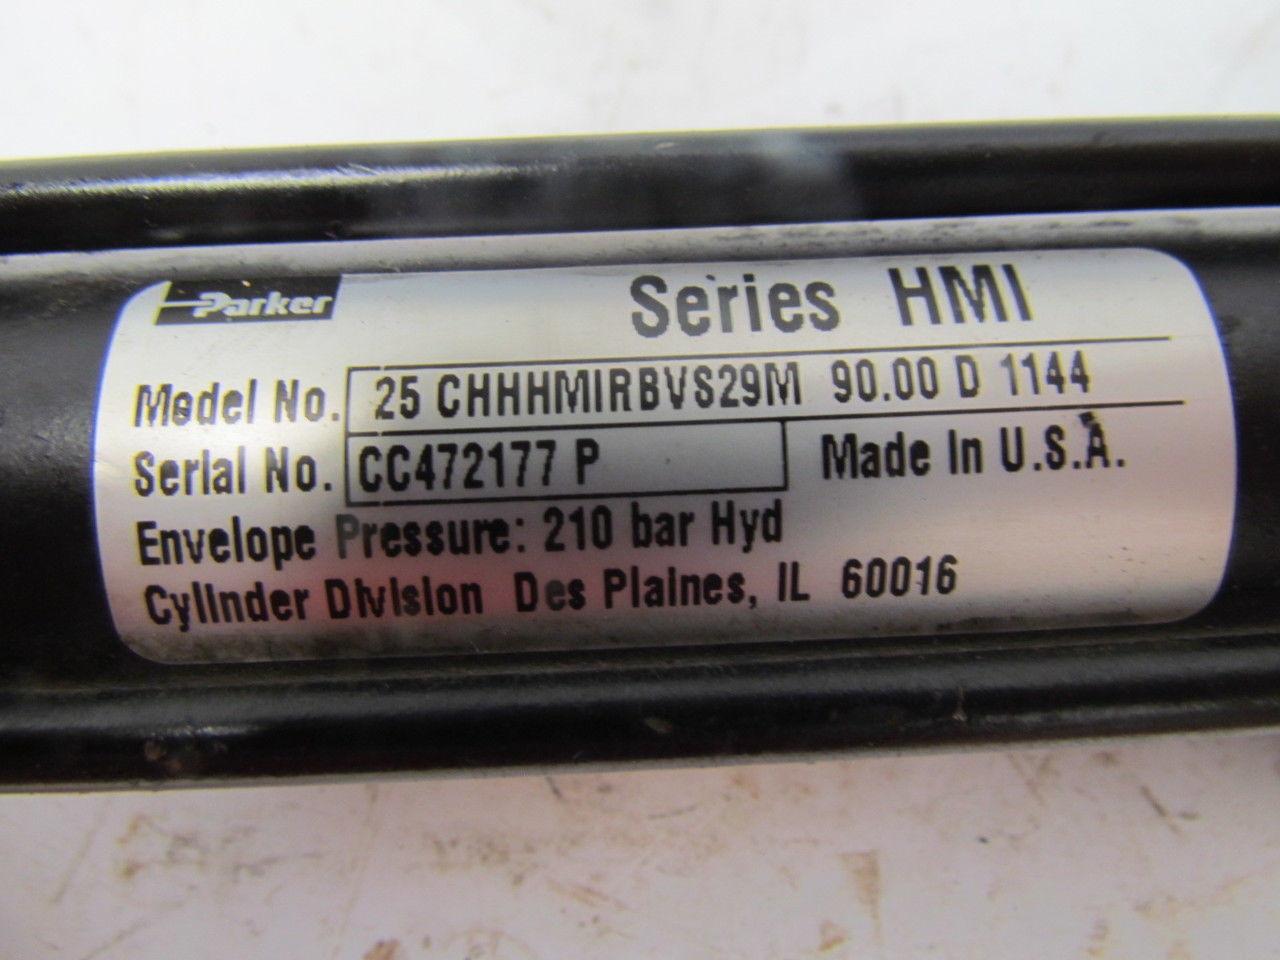 Parker
Series HMI
Model No. 25 CHHHMIRBVS29M 90.00 D 1144
Serial No. CC472177 P Made In U.S.A.
Envelope Pressure: 210 bar Hyd
Cylinder Division Des Plaines, IL 60016